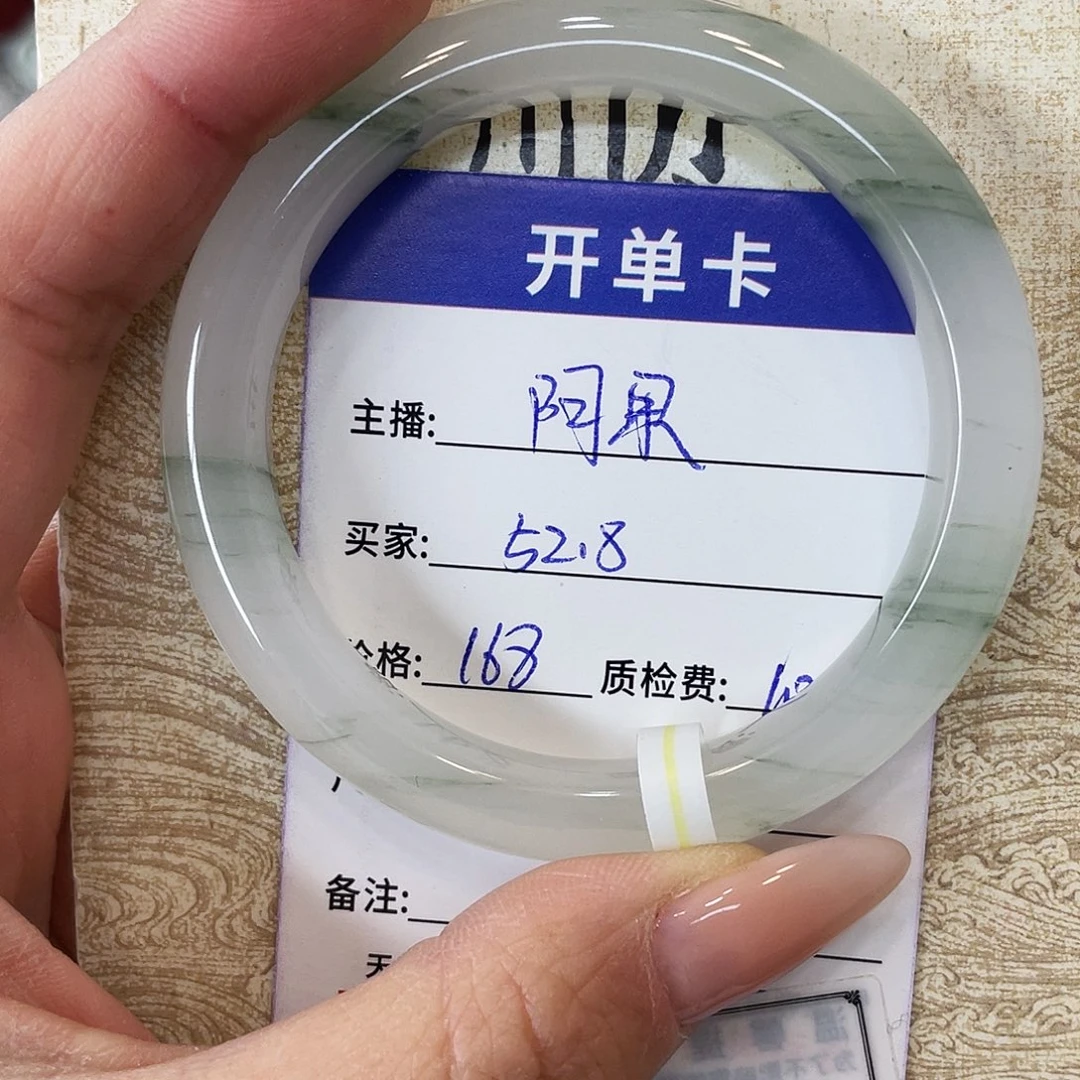 开单卡
主播: 阿果
买家: 52.8
价格: 168 质检费:
备注:
天